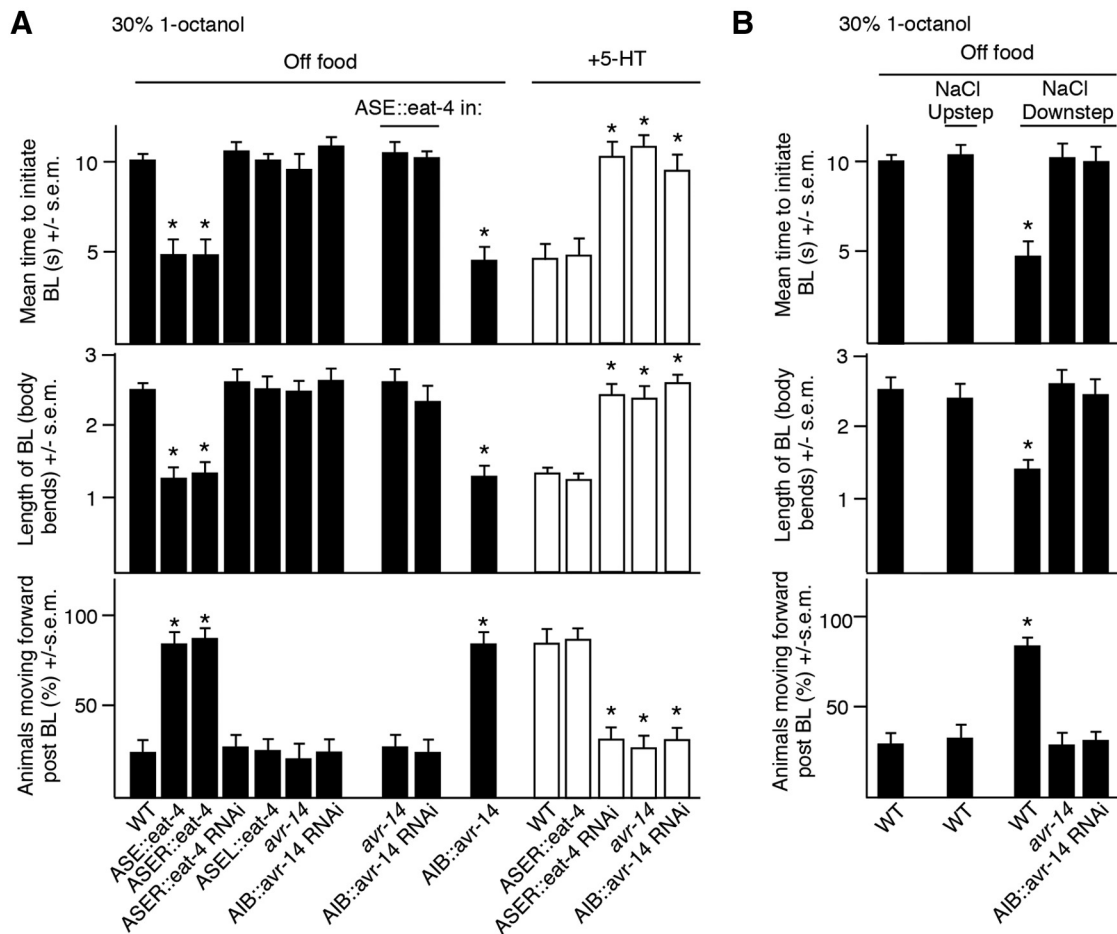 A
30% 1-octanol
Off food
+5-HT
ASE::eat-4 in:
Mean time to initiate
BL (s) +/- s.e.m.
10
5
* * * * * *
Length of BL (body
bends) +/- s.e.m.
3
2
1
* * * * * *
Animals moving forward
post BL (%) +/-s.e.m.
100
50
* * * * * *
WT
ASE::eat-4
ASER::eat-4
ASER::eat-4 RNAi
ASEL::eat-4
avr-14
AIB::avr-14 RNAi
avr-14
AIB::avr-14 RNAi
AIB::avr-14
WT
ASER::eat-4
ASER::eat-4 RNAi
avr-14
AIB::avr-14 RNAi
B
30% 1-octanol
Off food
NaCl
Upstep
NaCl
Downstep
Mean time to initiate
BL (s) +/- s.e.m.
10
5
*
Length of BL (body
bends) +/- s.e.m.
3
2
1
*
Animals moving forward
post BL (%) +/-s.e.m.
100
50
*
WT
WT
WT
avr-14
AIB::avr-14 RNAi